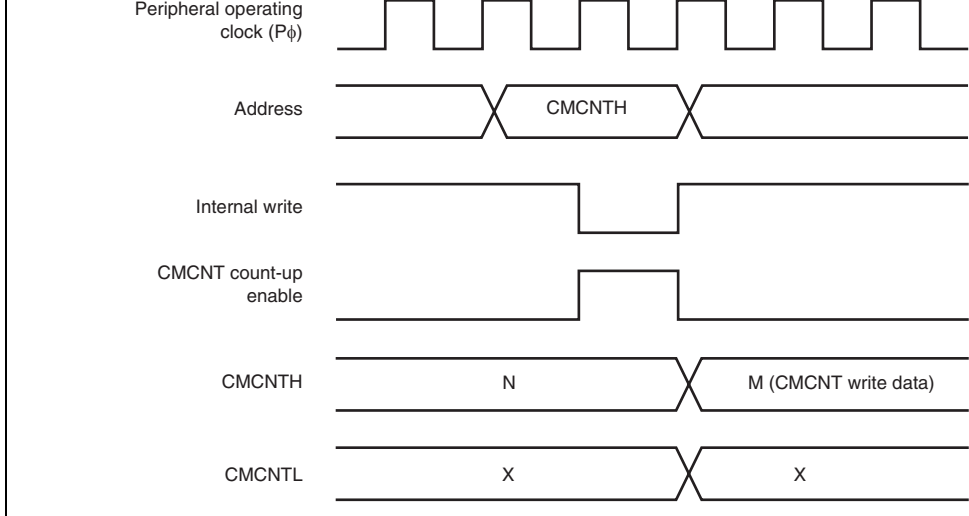 Peripheral operating
clock (Pϕ)
Address
CMCNTH
Internal write
CMCNT count-up
enable
CMCNTH
N
M (CMCNT write data)
CMCNTL
X
X